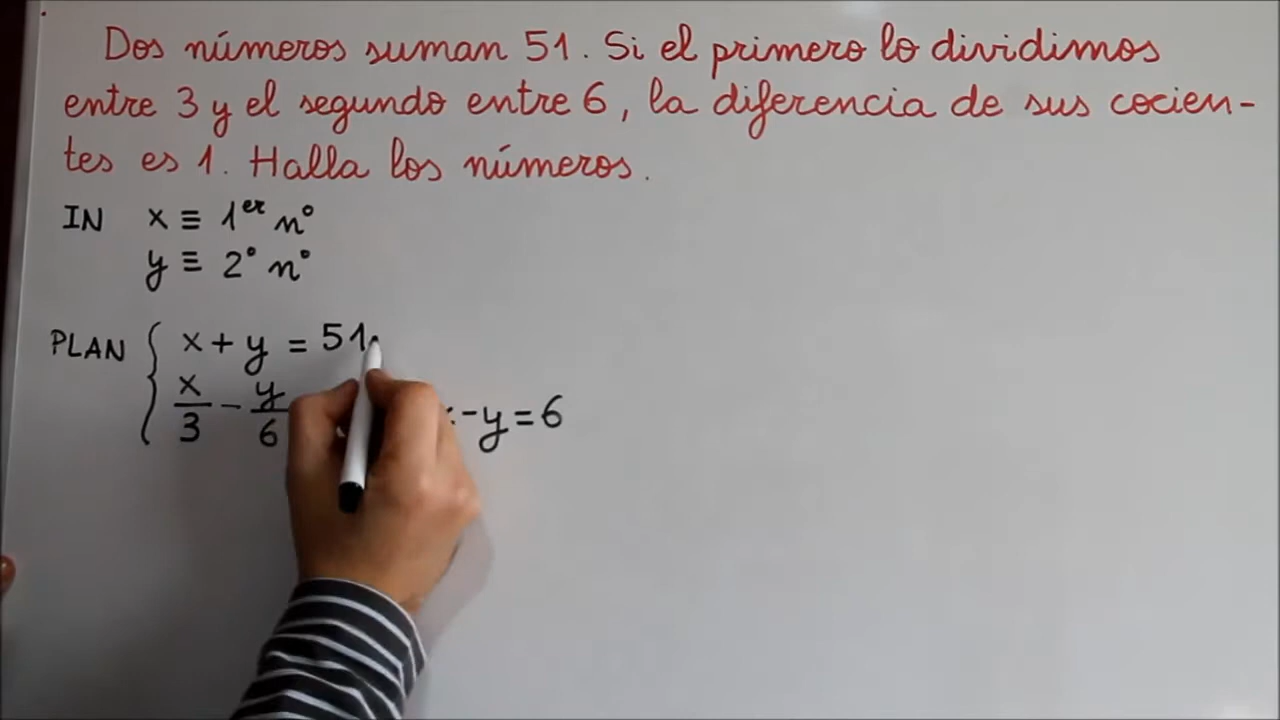 Dos números suman 51. Si el primero lo dividimos
entre 3 y el segundo entre 6, la diferencia de sus cocien-
tes es 1. Halla los números.
IN x ≡ 1er nº
y ≡ 2º nº
PLAN { x + y = 51
x/3 - y/6 -y = 6